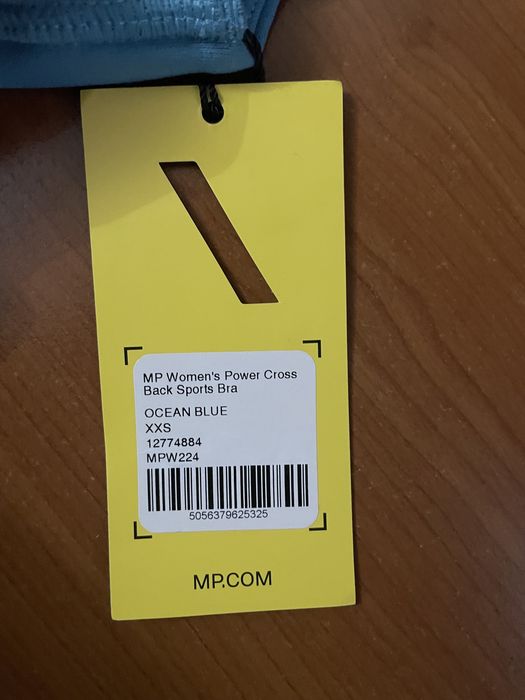 MP Women's Power Cross
Back Sports Bra
OCEAN BLUE
XXS
12774884
MPW224
5056379625325
MP.COM